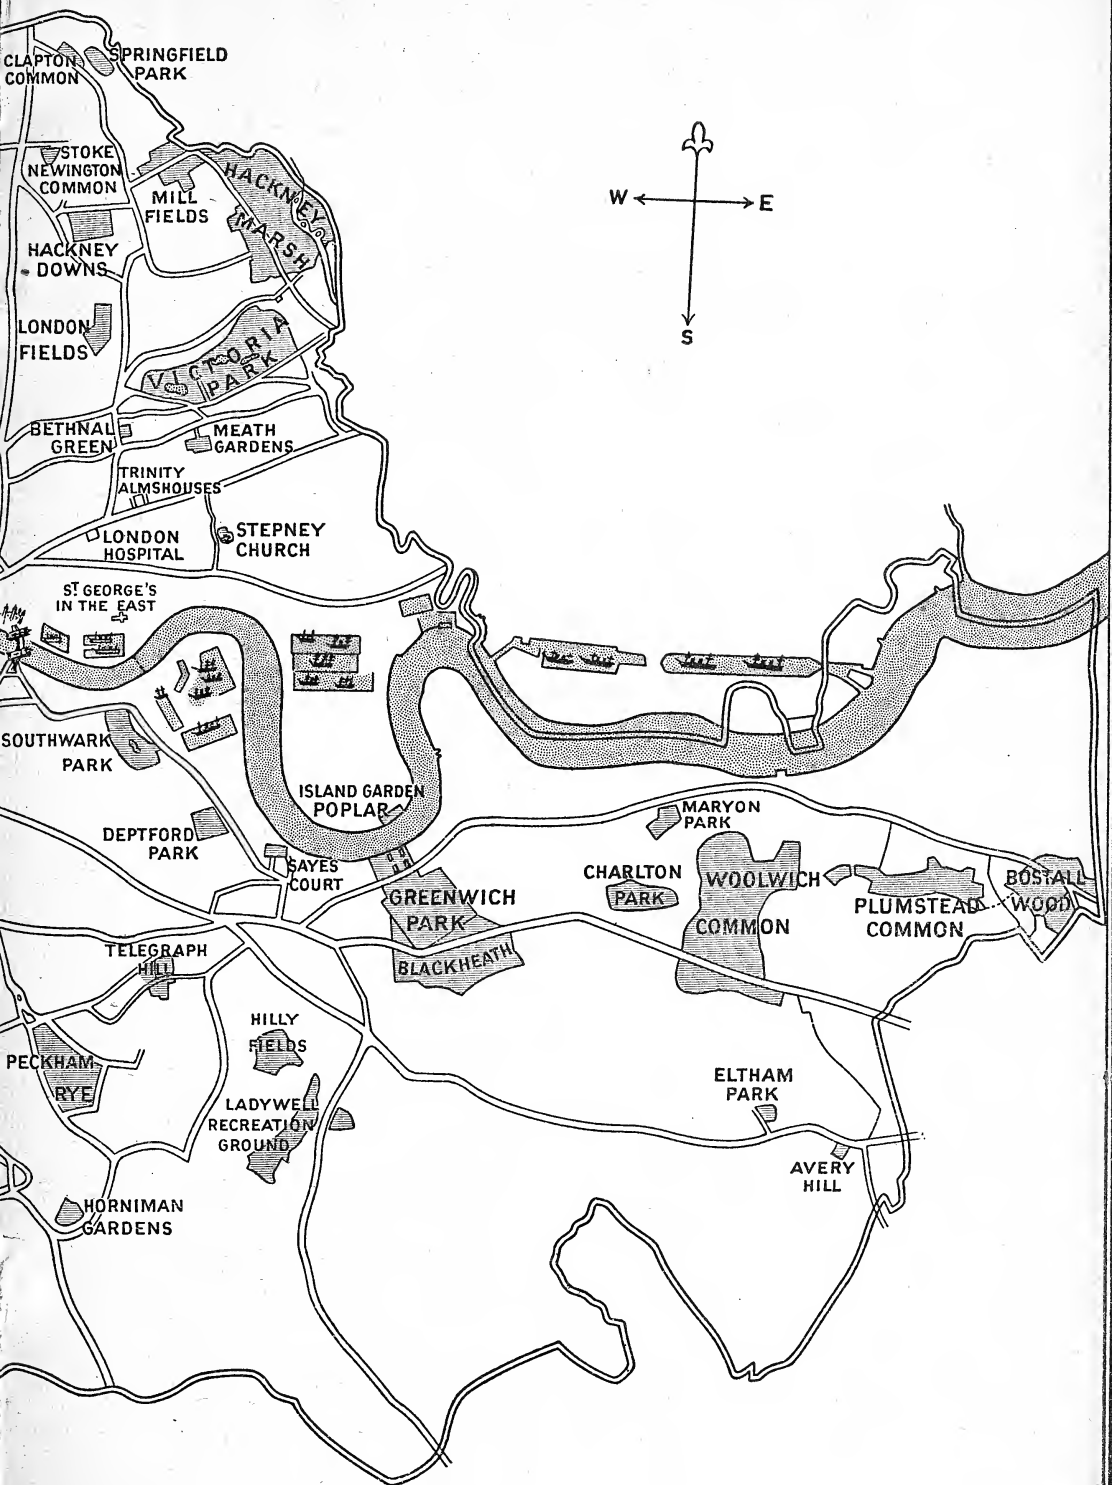 CLAPTON
COMMON
SPRINGFIELD
PARK
STOKE
NEWINGTON
COMMON
MILL
FIELDS
HACKNEY
MARSH
HACKNEY
DOWNS
LONDON
FIELDS
VICTORIA
PARK
W
E
S
BETHNAL
GREEN
MEATH
GARDENS
TRINITY
ALMSHOUSES
LONDON
HOSPITAL
STEPNEY
CHURCH
ST GEORGE'S
IN THE EAST
SOUTHWARK
PARK
ISLAND GARDEN
POPLAR
DEPTFORD
PARK
SAYES
COURT
MARYON
PARK
CHARLTON
PARK
GREENWICH
PARK
BLACKHEATH
WOOLWICH
COMMON
PLUMSTEAD
COMMON
BOSTALL
WOOD
TELEGRAPH
HILL
HILLY
FIELDS
PECKHAM
RYE
LADYWELL
RECREATION
GROUND
ELTHAM
PARK
AVERY
HILL
HORNIMAN
GARDENS